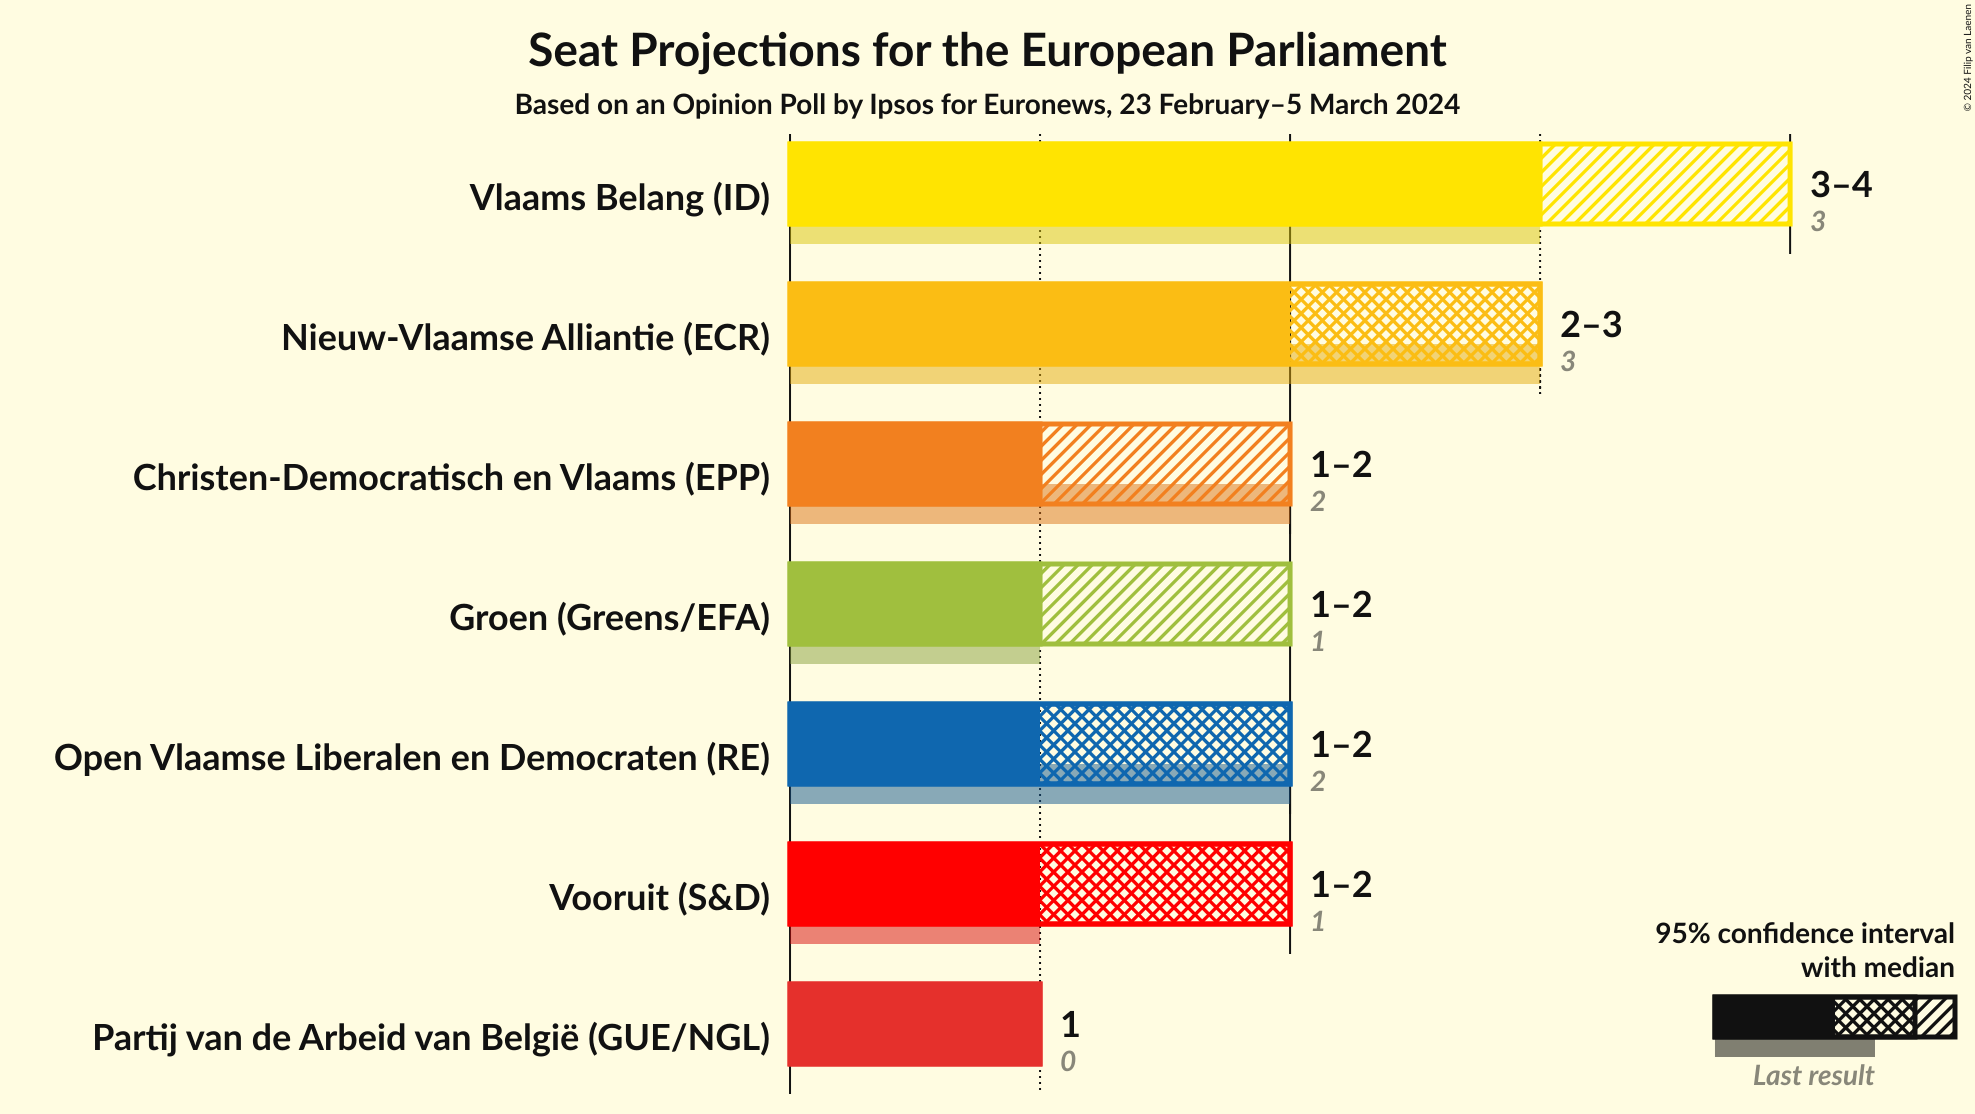 Seat Projections for the European Parliament
Based on an Opinion Poll by Ipsos for Euronews, 23 February–5 March 2024
© 2024 Filip van Laenen
Vlaams Belang (ID)
3–4
3
Nieuw-Vlaamse Alliantie (ECR)
2–3
3
Christen-Democratisch en Vlaams (EPP)
1–2
2
Groen (Greens/EFA)
1–2
1
Open Vlaamse Liberalen en Democraten (RE)
1–2
2
Vooruit (S&D)
1–2
1
Partij van de Arbeid van België (GUE/NGL)
1
0
95% confidence interval
with median
Last result